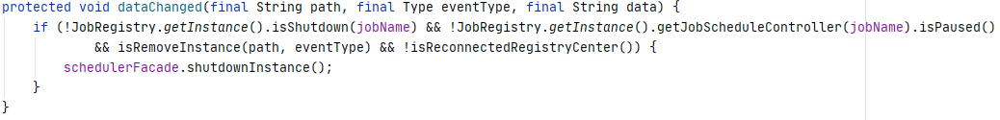 protected void dataChanged(final String path, final Type eventType, final String data) {
    if (!JobRegistry.getInstance().isShutdown(jobName) && !JobRegistry.getInstance().getJobScheduleController(jobName).isPaused()
            && isRemoveInstance(path, eventType) && !isReconnectedRegistryCenter()) {
        schedulerFacade.shutdownInstance();
    }
}